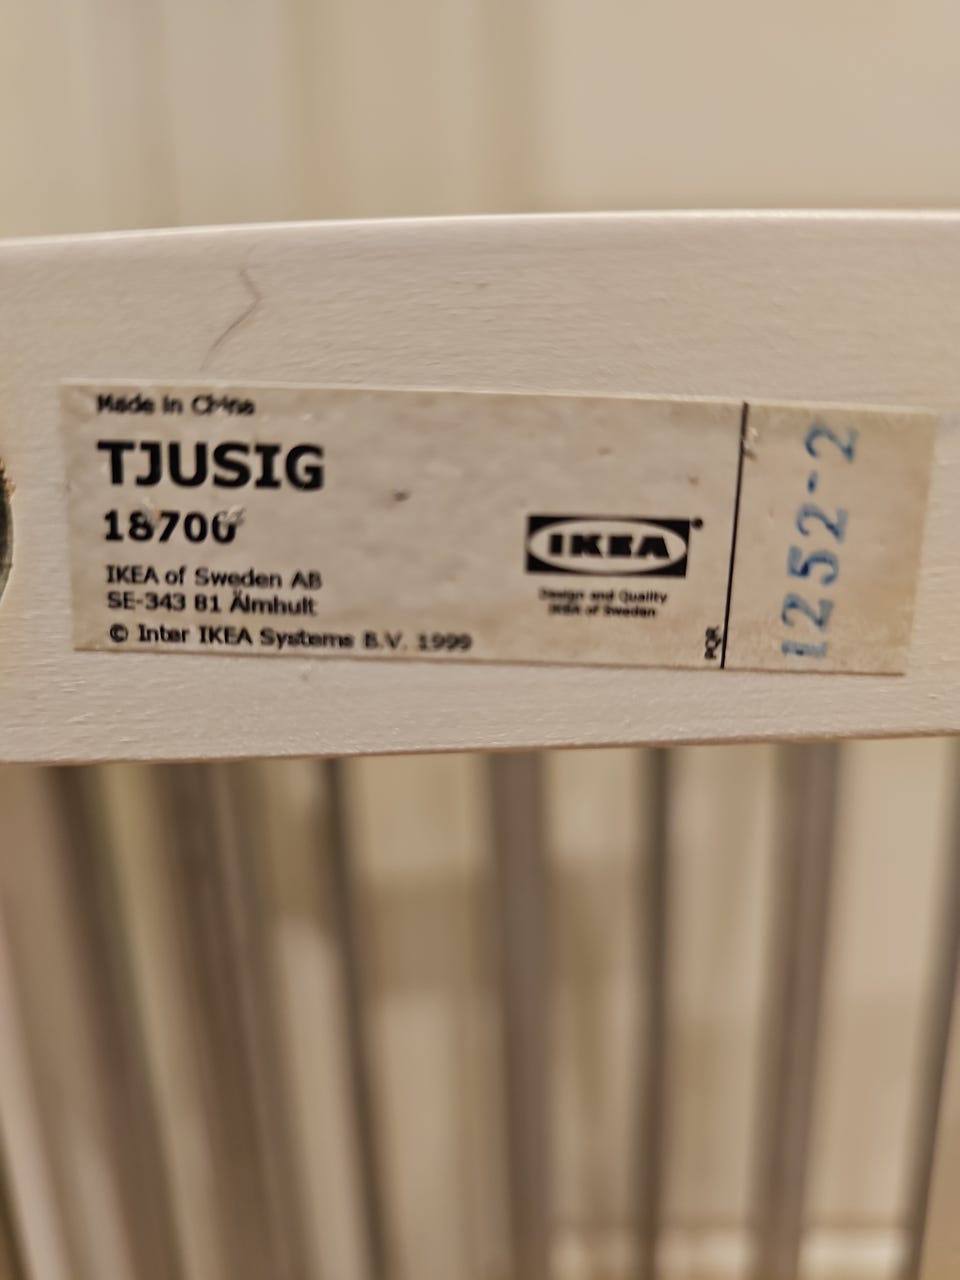 Made in China
TJUSIG
18700
IKEA of Sweden AB
SE-343 81 Älmhult
© Inter IKEA Systems B.V. 1999
IKEA
Design and Quality
IKEA of Sweden
PQR
1252-2